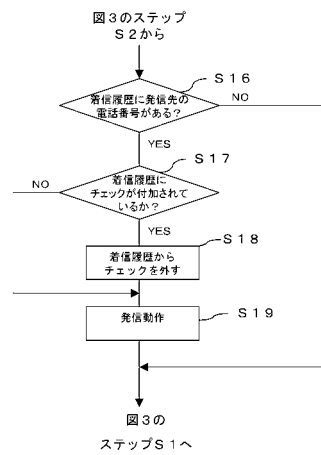 図3のステップ
S2から
S16
着信履歴に発信先の
電話番号がある?
NO
YES
S17
NO
着信履歴に
チェックが付加されて
いるか?
YES
S18
着信履歴から
チェックを外す
S19
発信動作
図3の
ステップS1へ